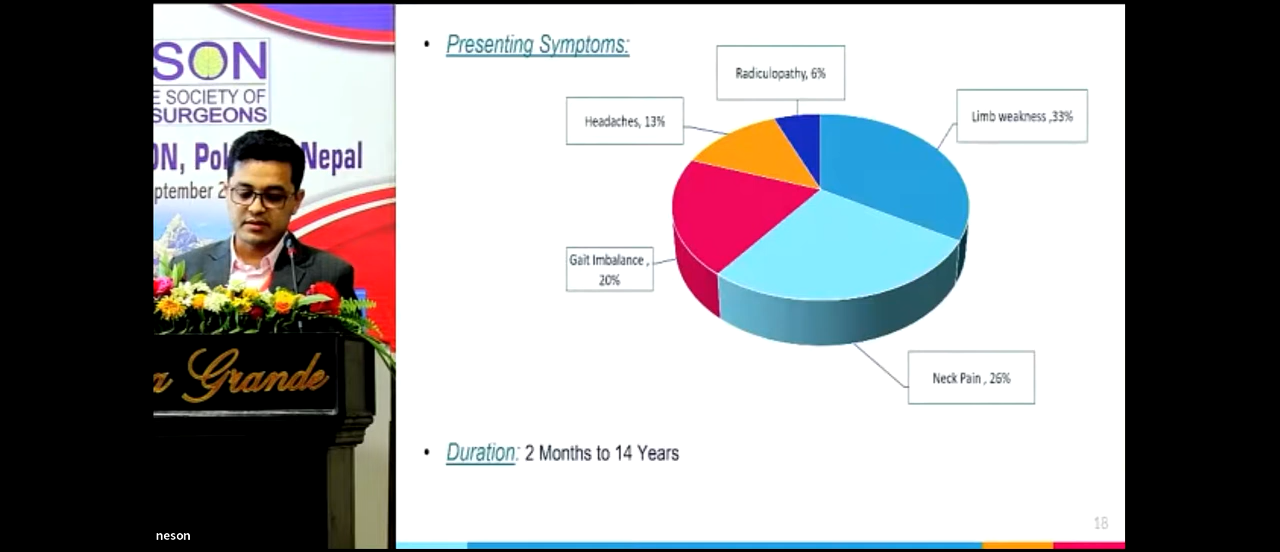 SON
E SOCIETY OF
SURGEONS
ON, Pok Nepal
eptember 2
a Grande
neson
• Presenting Symptoms:
Radiculopathy, 6%
Headaches, 13%
Limb weakness ,33%
Gait Imbalance ,
20%
Neck Pain , 26%
• Duration: 2 Months to 14 Years
18